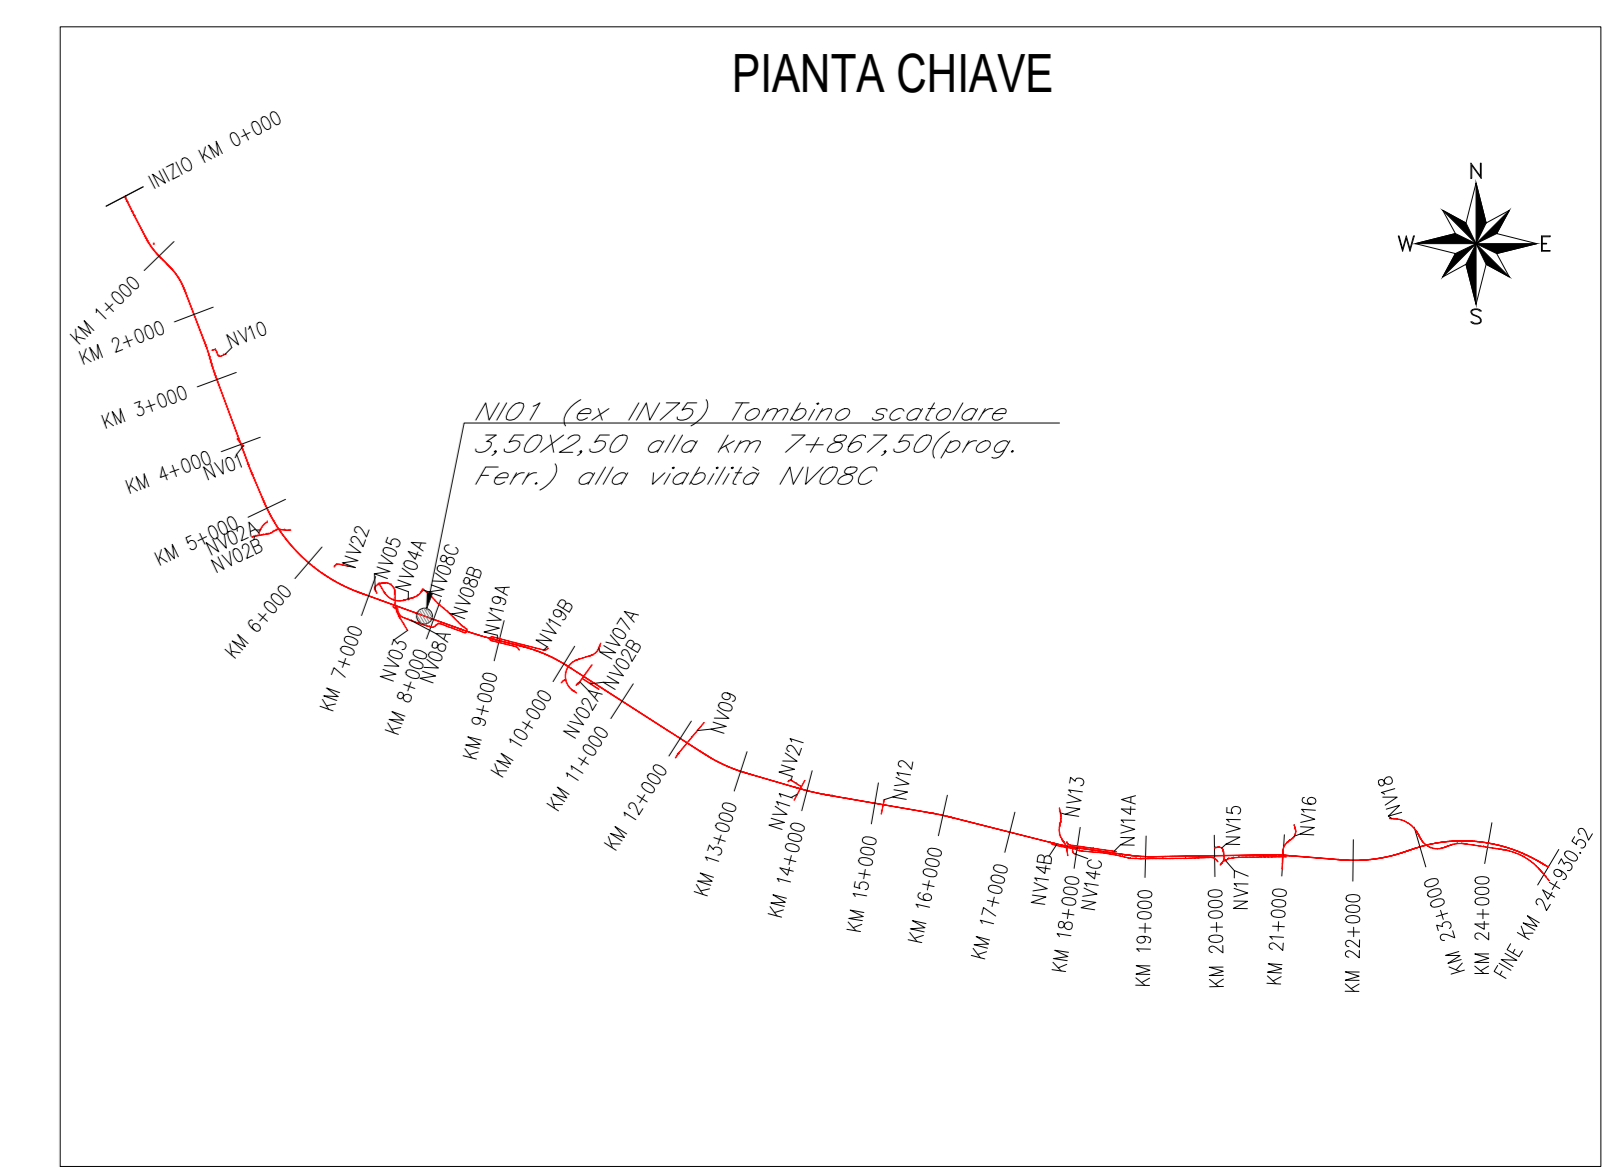 PIANTA CHIAVE
INIZIO KM 0+000
N
W
E
S
KM 1+000
KM 2+000
NV10
KM 3+000
NI01 (ex IN75) Tombino scatolare
3,50X2,50 alla km 7+867,50(prog.
Ferr.) alla viabilità NV08C
KM 4+000
NV01
KM 5+000
NV02A
NV02B
NV22
NV05
NV04A
NV08C
NV08B
NV19A
NV19B
NV07A
NV02B
KM 6+000
KM 7+000
NV03
KM 8+000
NV08A
KM 9+000
KM 10+000
NV02A
KM 11+000
NV09
KM 12+000
KM 13+000
NV21
NV11
KM 14+000
NV12
KM 15+000
KM 16+000
KM 17+000
NV13
NV14A
NV14B
KM 18+000
NV14C
KM 19+000
NV15
KM 20+000
NV17
NV16
KM 21+000
KM 22+000
NV18
KM 23+000
KM 24+000
FINE KM 24+930.52